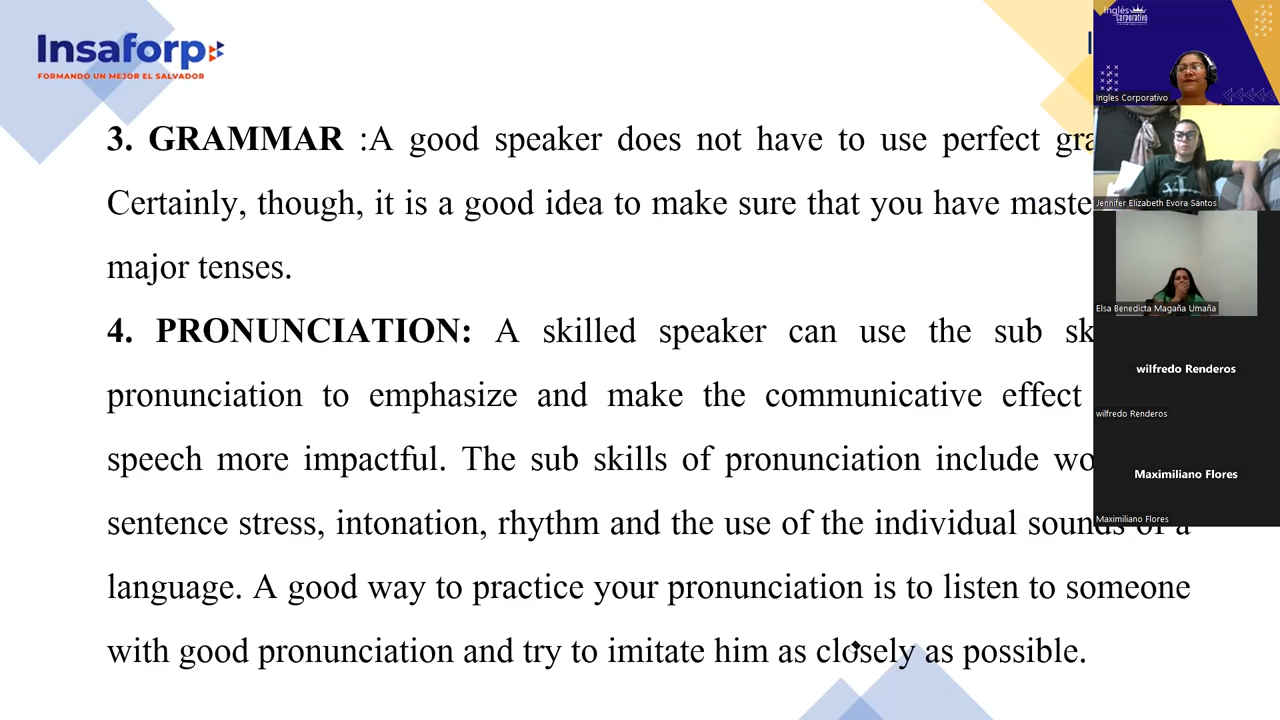 Insaforp
FORMANDO UN MEJOR EL SALVADOR
3. GRAMMAR :A good speaker does not have to use perfect
Certainly, though, it is a good idea to make sure that you have
major tenses.
4. PRONUNCIATION: A skilled speaker can use the sub
pronunciation to emphasize and make the communicative effect
speech more impactful. The sub skills of pronunciation include
sentence stress, intonation, rhythm and the use of the individual sounds of a
language. A good way to practice your pronunciation is to listen to someone
with good pronunciation and try to imitate him as closely as possible.
Inglés
Corporativo
Ingles Corporativo
Jennifer Elizabeth Evora Santos
Elsa Benedicta Magaña Umaña
wilfredo Renderos
wilfredo Renderos
Maximiliano Flores
Maximiliano Flores